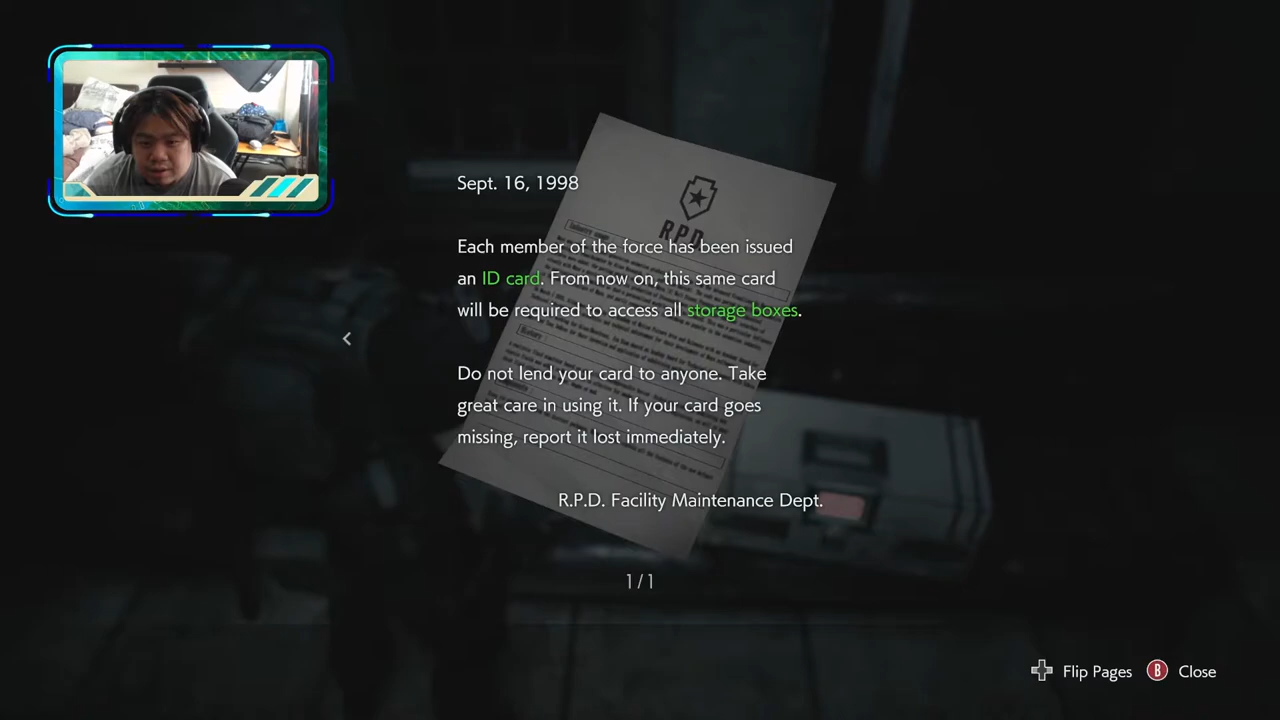 Sept. 16, 1998
R.P.D.
Each member of the force has been issued
an ID card. From now on, this same card
will be required to access all storage boxes.
Do not lend your card to anyone. Take
great care in using it. If your card goes
missing, report it lost immediately.
R.P.D. Facility Maintenance Dept.
1 / 1
Flip Pages
B Close